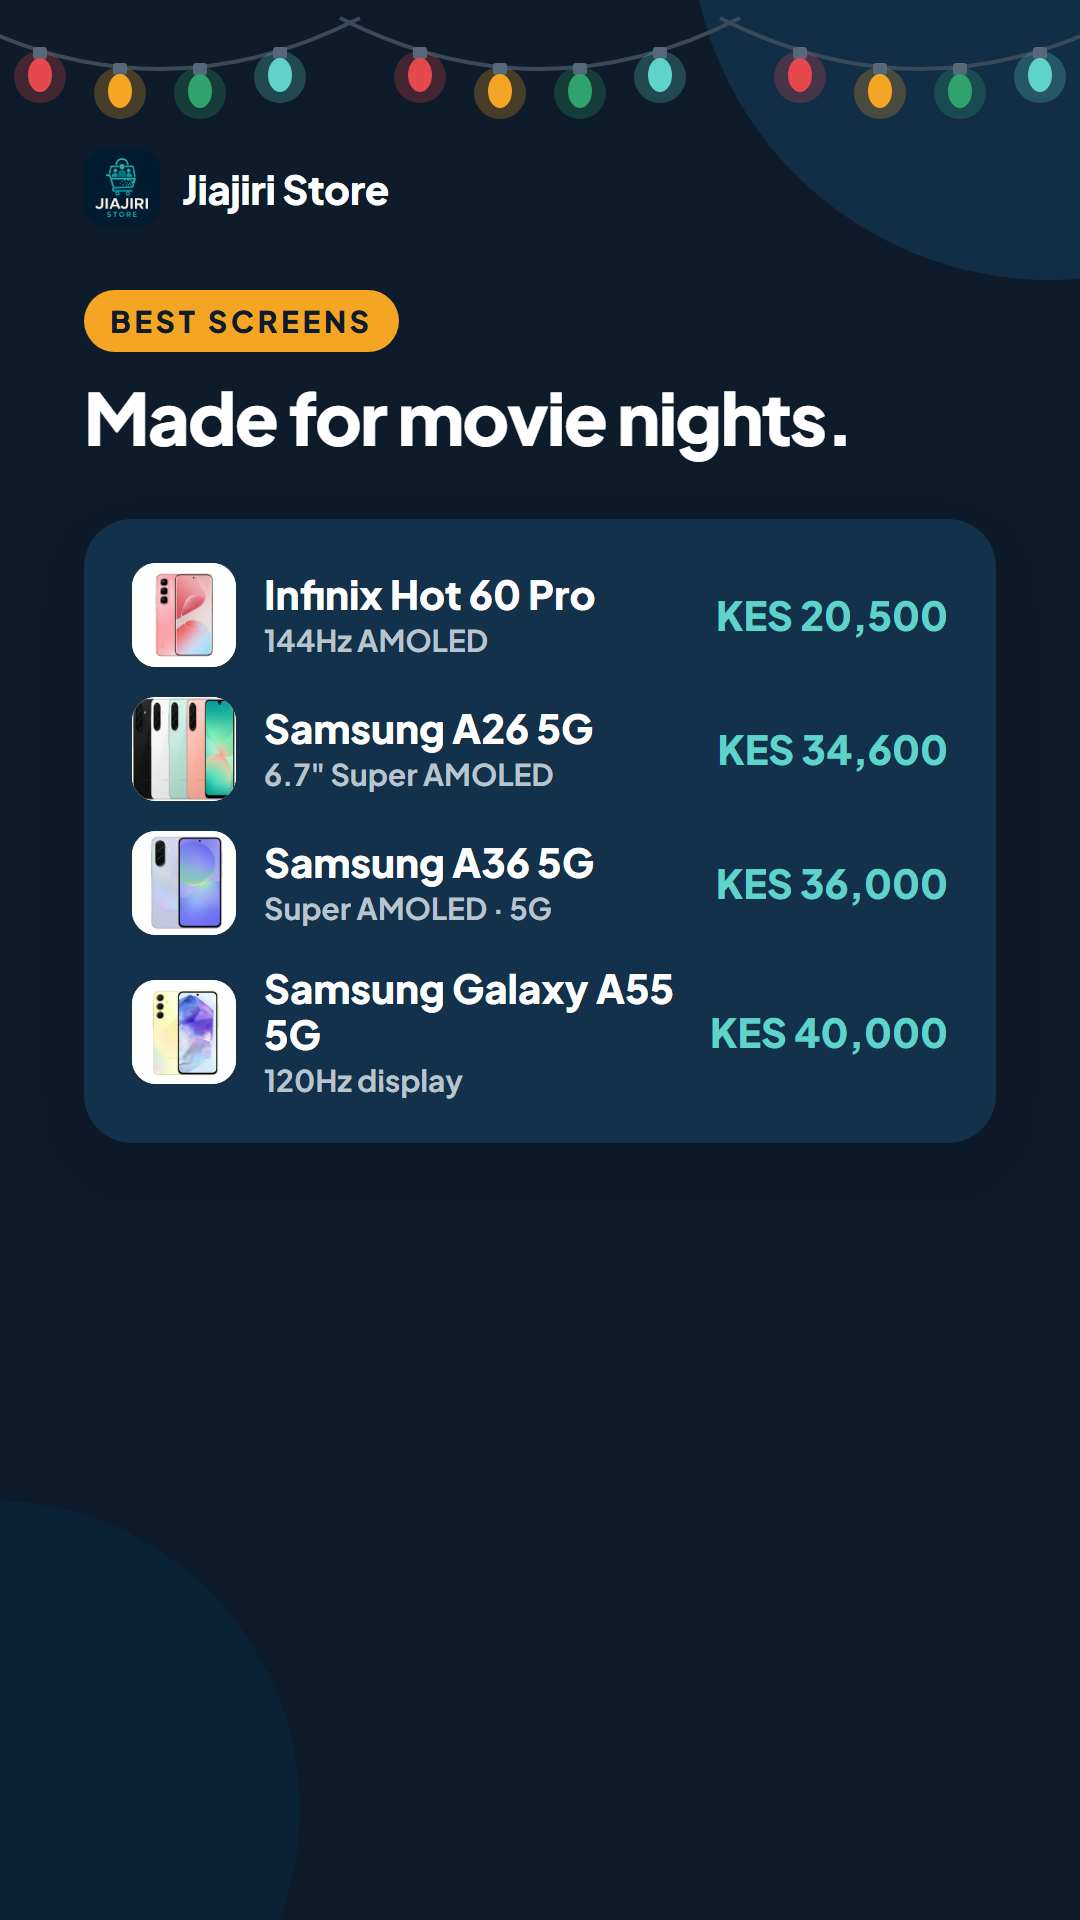 JIAJIRI
STORE
Jiajiri Store
BEST SCREENS
Made for movie nights.
Infinix Hot 60 Pro
144Hz AMOLED
KES 20,500
Samsung A26 5G
6.7" Super AMOLED
KES 34,600
Samsung A36 5G
Super AMOLED · 5G
KES 36,000
Samsung Galaxy A55
5G
120Hz display
KES 40,000